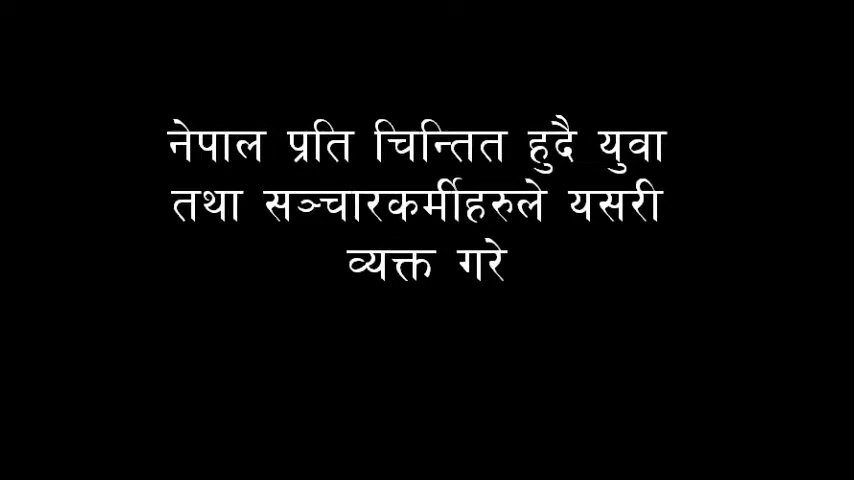 नेपाल प्रति चिन्तित हुदै युवा
तथा सञ्चारकर्मीहरुले यसरी
व्यक्त गरे